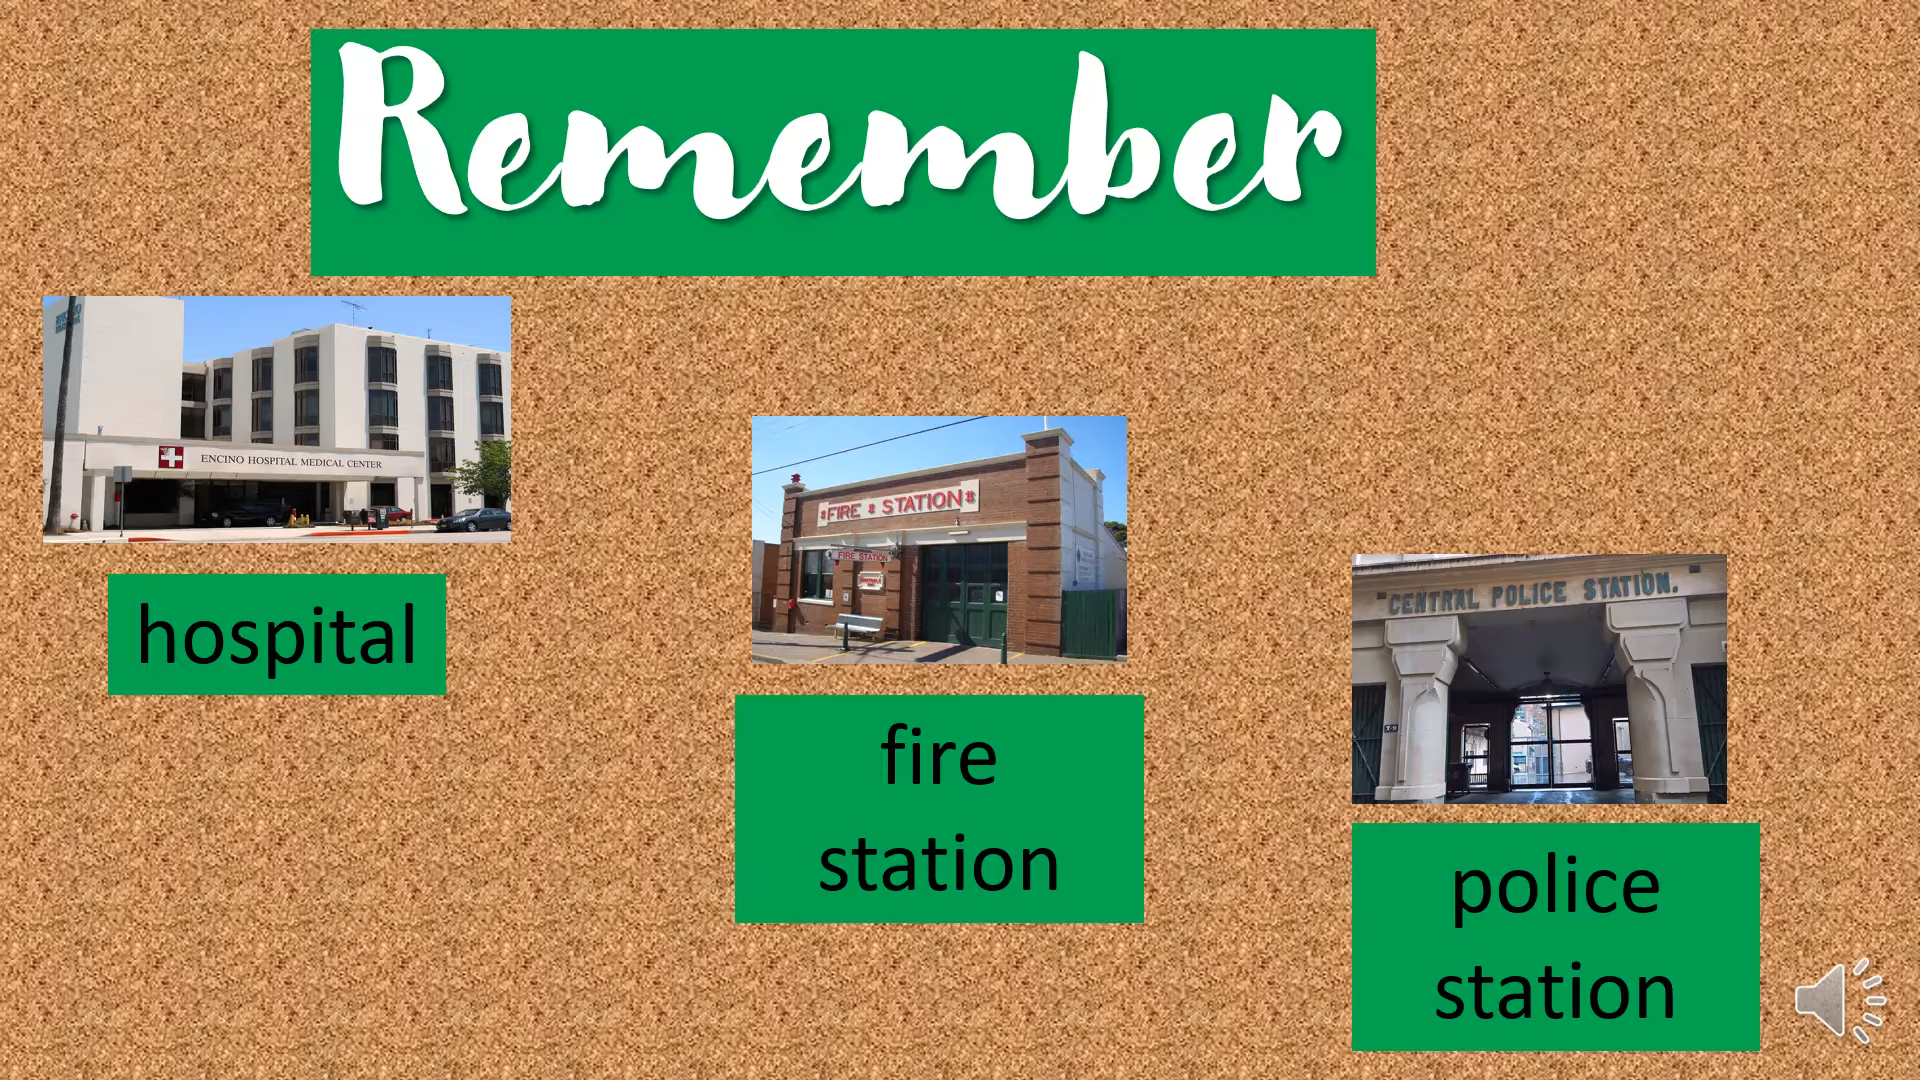 Remember
ENCINO HOSPITAL MEDICAL CENTER
hospital
FIRE STATION
FIRE STATION
fire
station
CENTRAL POLICE STATION.
police
station